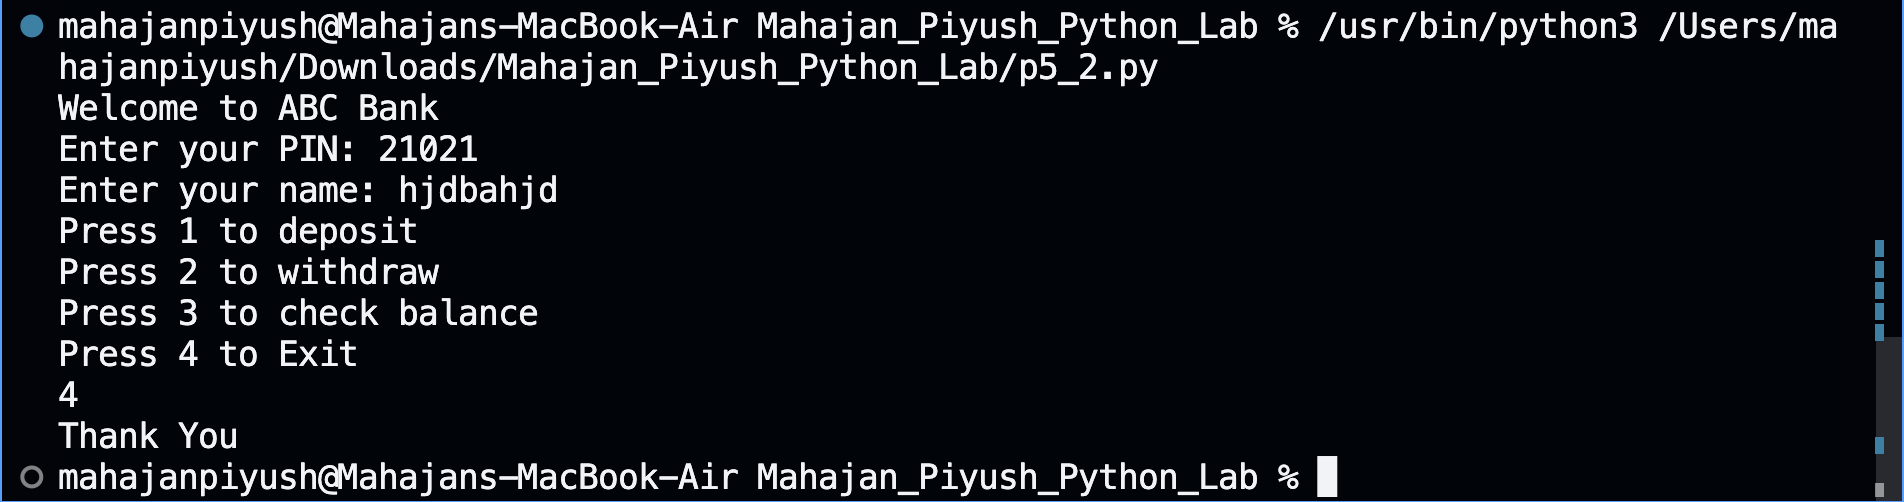 mahajanpiyush@Mahajans-MacBook-Air Mahajan_Piyush_Python_Lab % /usr/bin/python3 /Users/ma
hajanpiyush/Downloads/Mahajan_Piyush_Python_Lab/p5_2.py
Welcome to ABC Bank
Enter your PIN: 21021
Enter your name: hjdbahjd
Press 1 to deposit
Press 2 to withdraw
Press 3 to check balance
Press 4 to Exit
4
Thank You
mahajanpiyush@Mahajans-MacBook-Air Mahajan_Piyush_Python_Lab %